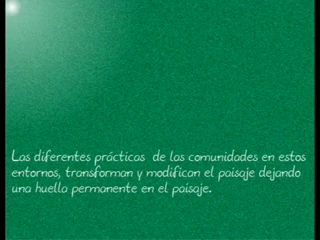 Las diferentes prácticas de las comunidades en estos
entornos, transforman y modifican el paisaje dejando
una huella permanente en el paisaje.